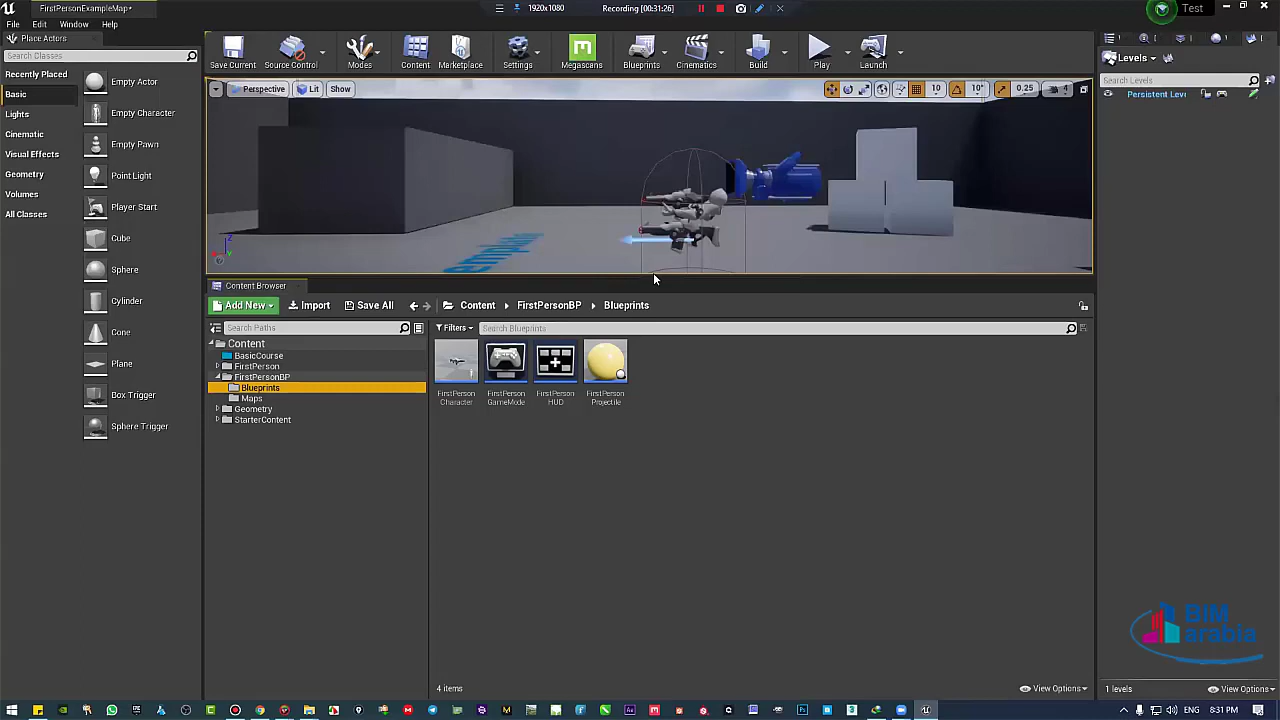 FirstPersonExampleMap*
1920x1080
Recording [00:31:26]
Test
File Edit Window Help
Place Actors
Search Classes
Recently Placed
Basic
Lights
Cinematic
Visual Effects
Geometry
Volumes
All Classes
Empty Actor
Empty Character
Empty Pawn
Point Light
Player Start
Cube
Sphere
Cylinder
Cone
Plane
Box Trigger
Sphere Trigger
Save Current
Source Control
Modes
Content
Marketplace
Settings
Megascans
Blueprints
Cinematics
Build
Play
Launch
Perspective
Lit
Show
10
10°
0.25
4
Levels
Search Levels
Persistent Leve
Content Browser
Add New
Import
Save All
Content
FirstPersonBP
Blueprints
Search Paths
Filters
Search Blueprints
Content
BasicCourse
FirstPerson
FirstPersonBP
Blueprints
Maps
Geometry
StarterContent
FirstPerson
Character
FirstPerson
GameMode
FirstPerson
HUD
FirstPerson
Projectile
4 items
View Options
1 levels
View Options
BIM
arabia
ENG
8:31 PM